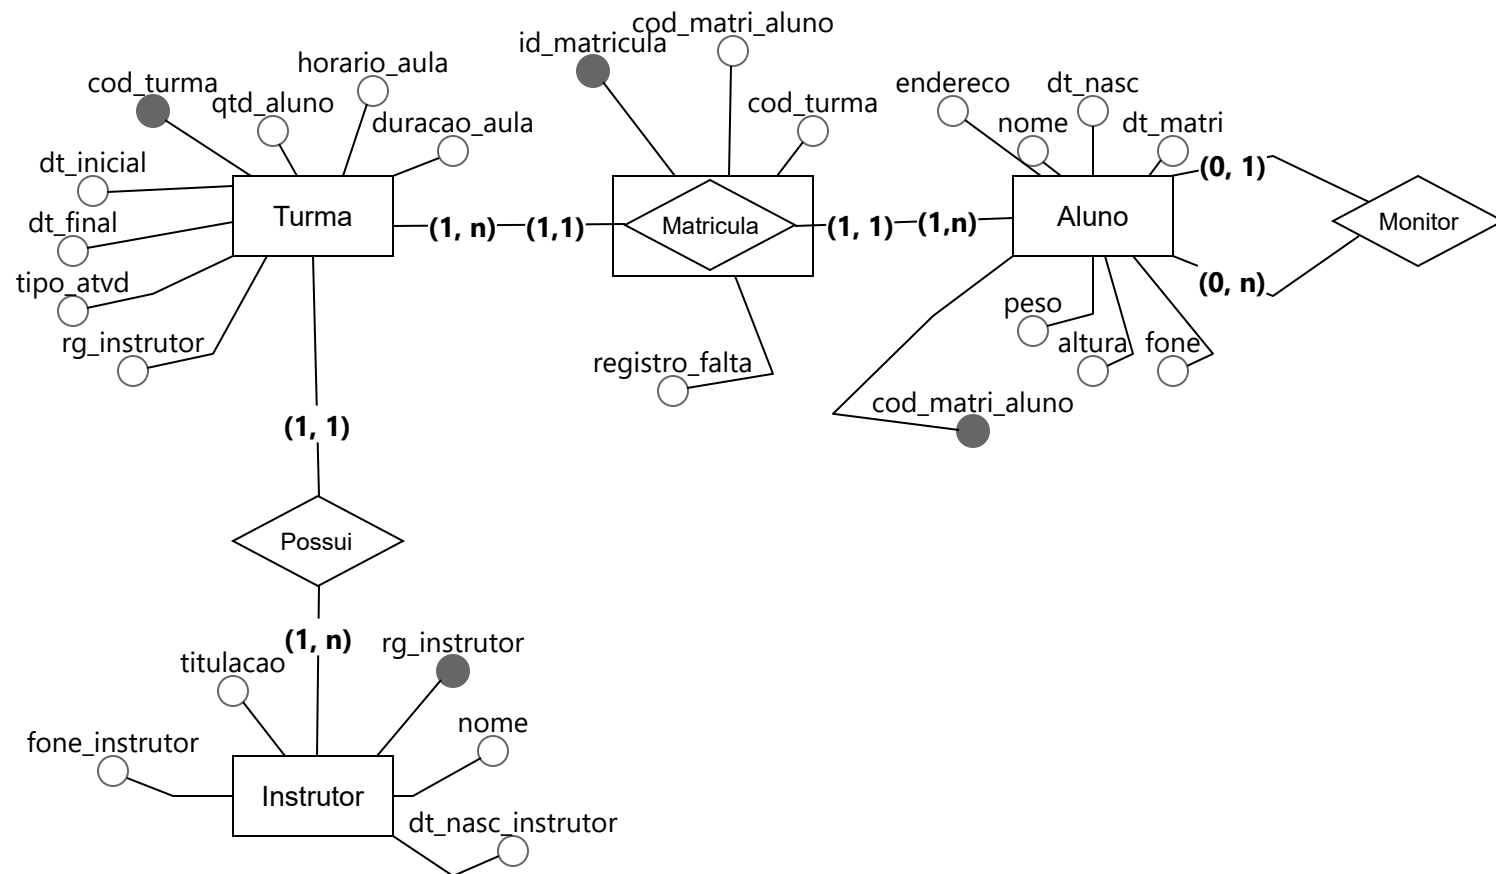 cod_matri_aluno
id_matricula
horario_aula
cod_turma
qtd_aluno
duracao_aula
cod_turma
endereco
dt_nasc
nome
dt_matri
dt_inicial
(0, 1)
Turma
(1, n)
(1,1)
Matricula
(1, 1)
(1,n)
Aluno
Monitor
dt_final
tipo_atvd
(0, n)
peso
rg_instrutor
altura
fone
registro_falta
cod_matri_aluno
(1, 1)
Possui
(1, n)
rg_instrutor
titulacao
nome
fone_instrutor
Instrutor
dt_nasc_instrutor